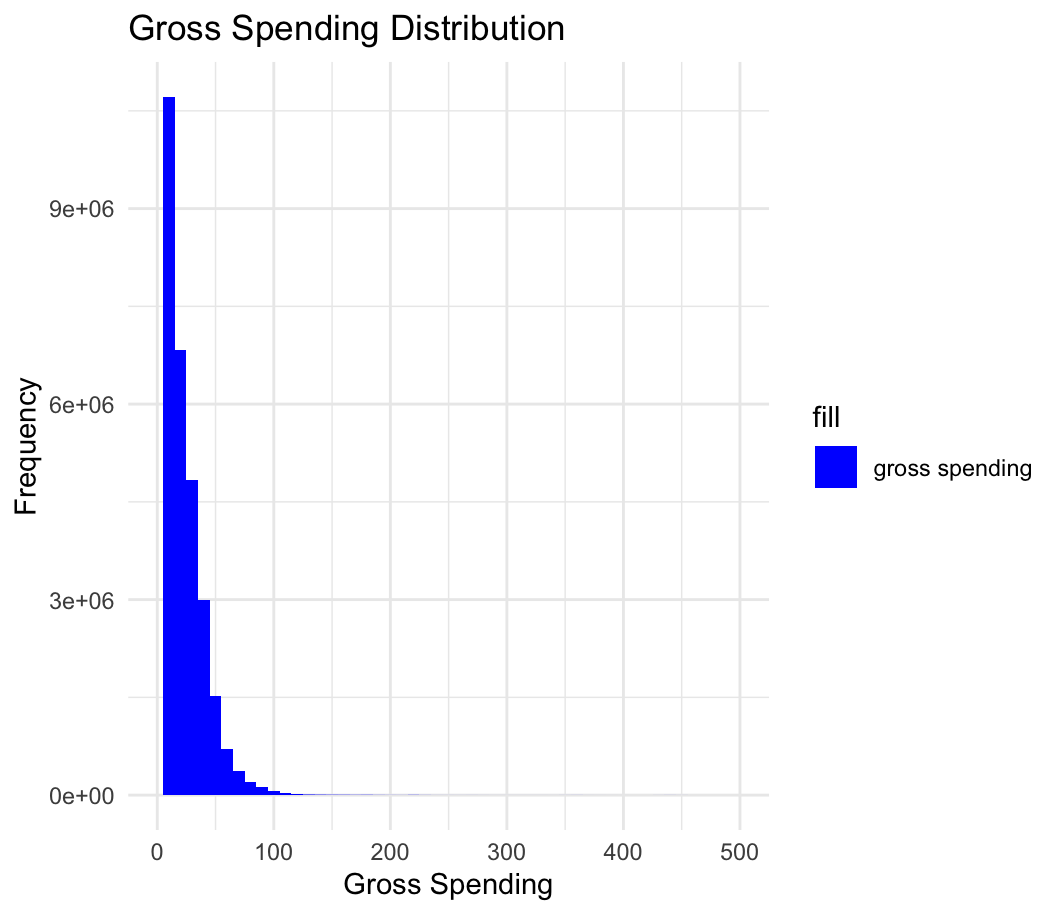 Gross Spending Distribution
Frequency
9e+06
6e+06
3e+06
0e+00
0 100 200 300 400 500
Gross Spending
fill
gross spending